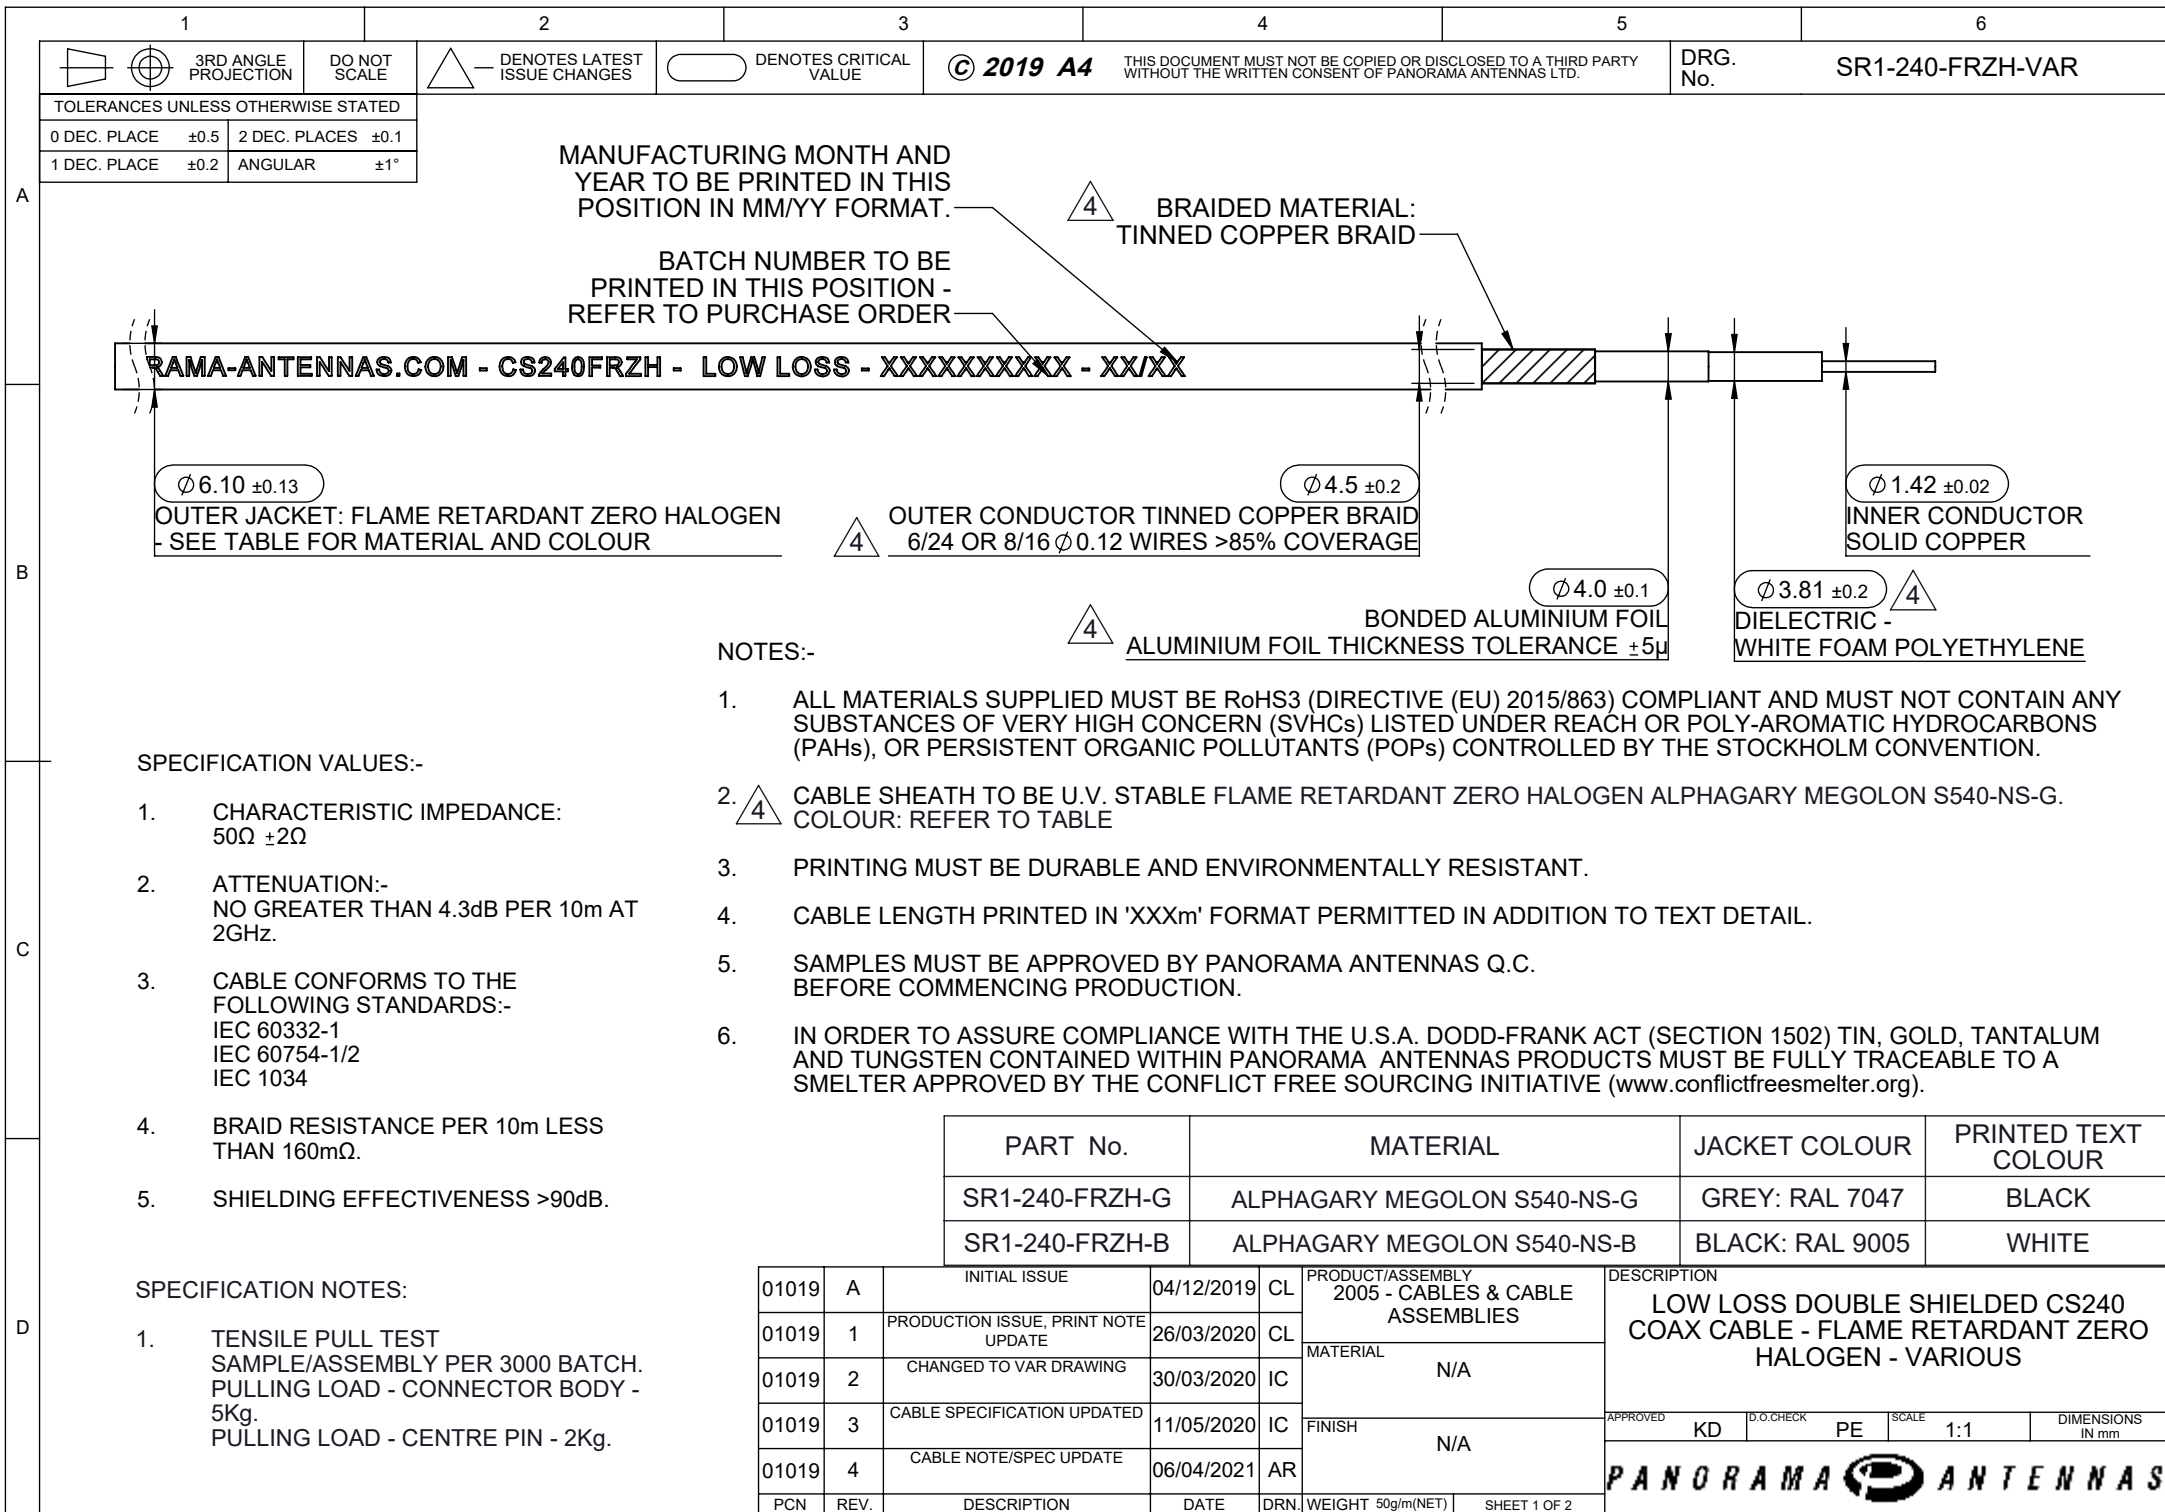 1 2 3 4 5 6
3RD ANGLE
PROJECTION
DO NOT
SCALE
DENOTES LATEST
ISSUE CHANGES
DENOTES CRITICAL
VALUE
© 2019 A4
THIS DOCUMENT MUST NOT BE COPIED OR DISCLOSED TO A THIRD PARTY
WITHOUT THE WRITTEN CONSENT OF PANORAMA ANTENNAS LTD.
DRG.
No.
SR1-240-FRZH-VAR
TOLERANCES UNLESS OTHERWISE STATED
0 DEC. PLACE ±0.5 2 DEC. PLACES ±0.1
1 DEC. PLACE ±0.2 ANGULAR ±1°
A
B
C
D
MANUFACTURING MONTH AND
YEAR TO BE PRINTED IN THIS
POSITION IN MM/YY FORMAT.
BATCH NUMBER TO BE
PRINTED IN THIS POSITION -
REFER TO PURCHASE ORDER
4
BRAIDED MATERIAL:
TINNED COPPER BRAID
RAMA-ANTENNAS.COM - CS240FRZH - LOW LOSS - XXXXXXXXXX - XX/XX
⌀6.10 ±0.13
OUTER JACKET: FLAME RETARDANT ZERO HALOGEN
- SEE TABLE FOR MATERIAL AND COLOUR
⌀4.5 ±0.2
4
OUTER CONDUCTOR TINNED COPPER BRAID
6/24 OR 8/16 ⌀0.12 WIRES >85% COVERAGE
⌀1.42 ±0.02
INNER CONDUCTOR
SOLID COPPER
⌀4.0 ±0.1
4
BONDED ALUMINIUM FOIL
ALUMINIUM FOIL THICKNESS TOLERANCE ±5µ
⌀3.81 ±0.2
4
DIELECTRIC -
WHITE FOAM POLYETHYLENE
NOTES:-
1. ALL MATERIALS SUPPLIED MUST BE RoHS3 (DIRECTIVE (EU) 2015/863) COMPLIANT AND MUST NOT CONTAIN ANY
SUBSTANCES OF VERY HIGH CONCERN (SVHCs) LISTED UNDER REACH OR POLY-AROMATIC HYDROCARBONS
(PAHs), OR PERSISTENT ORGANIC POLLUTANTS (POPs) CONTROLLED BY THE STOCKHOLM CONVENTION.
2. 4 CABLE SHEATH TO BE U.V. STABLE FLAME RETARDANT ZERO HALOGEN ALPHAGARY MEGOLON S540-NS-G.
COLOUR: REFER TO TABLE
3. PRINTING MUST BE DURABLE AND ENVIRONMENTALLY RESISTANT.
4. CABLE LENGTH PRINTED IN 'XXXm' FORMAT PERMITTED IN ADDITION TO TEXT DETAIL.
5. SAMPLES MUST BE APPROVED BY PANORAMA ANTENNAS Q.C.
BEFORE COMMENCING PRODUCTION.
6. IN ORDER TO ASSURE COMPLIANCE WITH THE U.S.A. DODD-FRANK ACT (SECTION 1502) TIN, GOLD, TANTALUM
AND TUNGSTEN CONTAINED WITHIN PANORAMA ANTENNAS PRODUCTS MUST BE FULLY TRACEABLE TO A
SMELTER APPROVED BY THE CONFLICT FREE SOURCING INITIATIVE (www.conflictfreesmelter.org).
SPECIFICATION VALUES:-
1. CHARACTERISTIC IMPEDANCE:
50Ω ±2Ω
2. ATTENUATION:-
NO GREATER THAN 4.3dB PER 10m AT
2GHz.
3. CABLE CONFORMS TO THE
FOLLOWING STANDARDS:-
IEC 60332-1
IEC 60754-1/2
IEC 1034
4. BRAID RESISTANCE PER 10m LESS
THAN 160mΩ.
5. SHIELDING EFFECTIVENESS >90dB.
SPECIFICATION NOTES:
1. TENSILE PULL TEST
SAMPLE/ASSEMBLY PER 3000 BATCH.
PULLING LOAD - CONNECTOR BODY -
5Kg.
PULLING LOAD - CENTRE PIN - 2Kg.
PART No. MATERIAL JACKET COLOUR PRINTED TEXT
COLOUR
SR1-240-FRZH-G ALPHAGARY MEGOLON S540-NS-G GREY: RAL 7047 BLACK
SR1-240-FRZH-B ALPHAGARY MEGOLON S540-NS-B BLACK: RAL 9005 WHITE
01019 A INITIAL ISSUE 04/12/2019 CL
01019 1 PRODUCTION ISSUE, PRINT NOTE
UPDATE 26/03/2020 CL
01019 2 CHANGED TO VAR DRAWING 30/03/2020 IC
01019 3 CABLE SPECIFICATION UPDATED 11/05/2020 IC
01019 4 CABLE NOTE/SPEC UPDATE 06/04/2021 AR
PCN REV. DESCRIPTION DATE DRN.
PRODUCT/ASSEMBLY
2005 - CABLES & CABLE
ASSEMBLIES
MATERIAL
N/A
FINISH
N/A
WEIGHT 50g/m(NET) SHEET 1 OF 2
DESCRIPTION
LOW LOSS DOUBLE SHIELDED CS240
COAX CABLE - FLAME RETARDANT ZERO
HALOGEN - VARIOUS
APPROVED KD D.O.CHECK PE SCALE 1:1 DIMENSIONS
IN mm
PANORAMA ANTENNAS